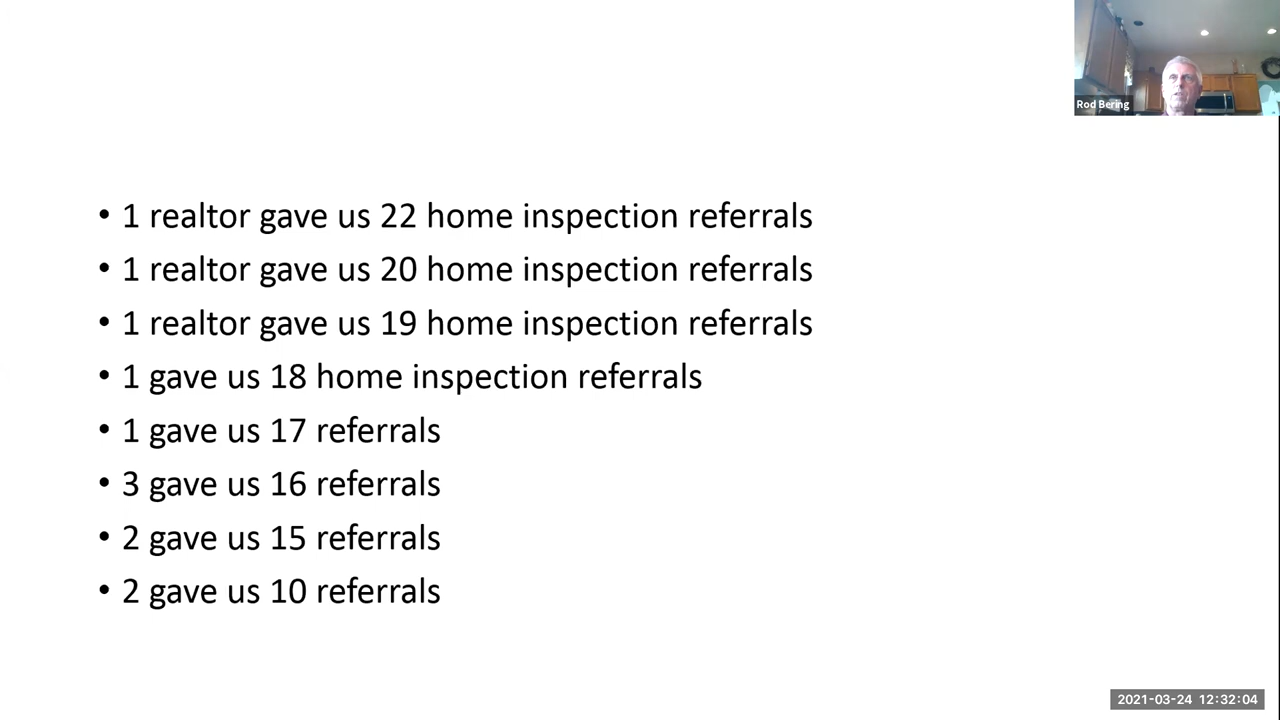 Rod Bering
• 1 realtor gave us 22 home inspection referrals
• 1 realtor gave us 20 home inspection referrals
• 1 realtor gave us 19 home inspection referrals
• 1 gave us 18 home inspection referrals
• 1 gave us 17 referrals
• 3 gave us 16 referrals
• 2 gave us 15 referrals
• 2 gave us 10 referrals
2021-03-24 12:32:04